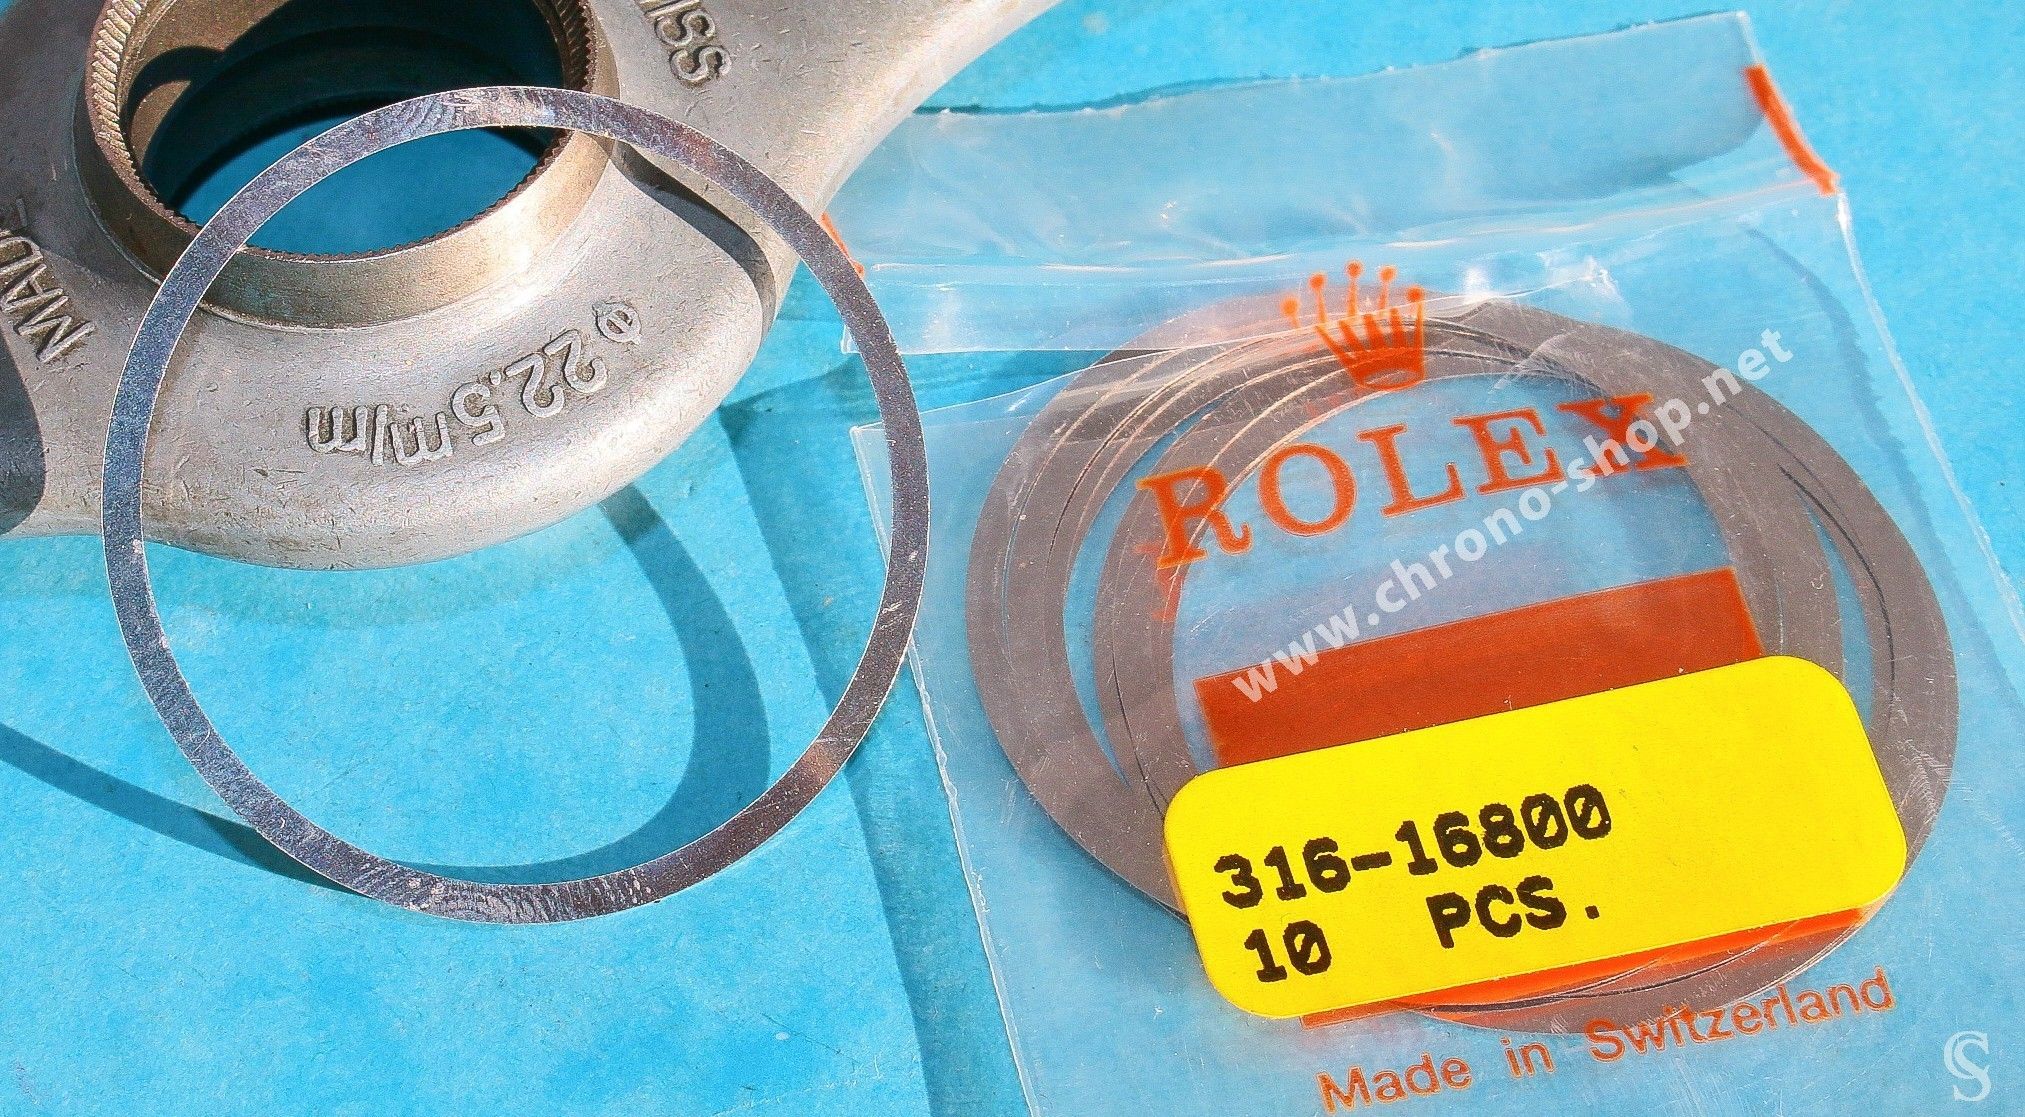 SWISS
MADE
Φ 22.5 m/m
ROLEX
www.chrono-shop.net
316-16800
10 PCS.
Made in Switzerland